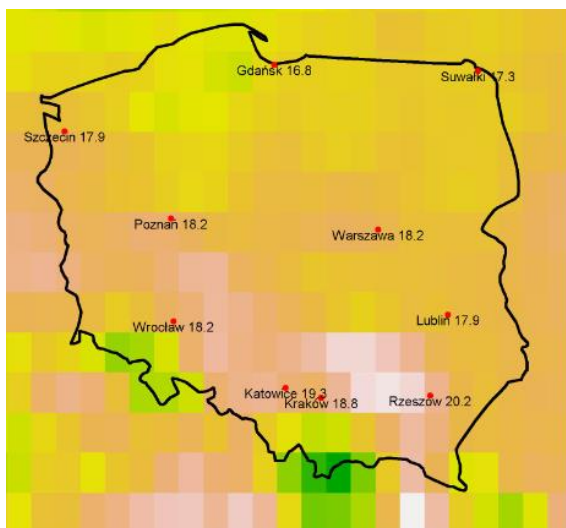 Gdańsk 16.8
Suwałki 17.3
Szczecin 17.9
Poznań 18.2
Warszawa 18.2
Wrocław 18.2
Lublin 17.9
Katowice 19.3
Kraków 18.8
Rzeszów 20.2